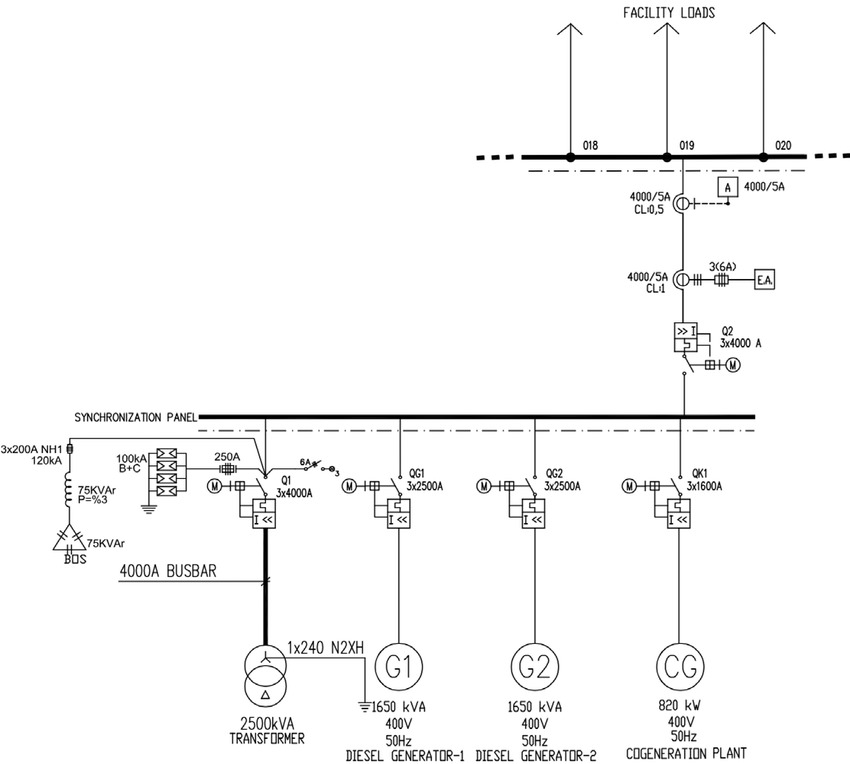 FACILITY LOADS
018
019
020
4000/5A
CL:0,5
A
4000/5A
4000/5A
CL:1
3(6A)
E.A.
>> I
Q2
3x4000 A
M
SYNCHRONIZATION PANEL
3x200A NH1
120kA
100kA
B+C
250A
6A
3
75KVAr
P=%3
75KVAr
BOS
M
Q1
3x4000A
I <<
M
QG1
3x2500A
I <<
M
QG2
3x2500A
I <<
M
QK1
3x1600A
I <<
4000A BUSBAR
1x240 N2XH
2500kVA
TRANSFORMER
G1
1650 kVA
400V
50Hz
DIESEL GENERATOR-1
G2
1650 kVA
400V
50Hz
DIESEL GENERATOR-2
CG
820 kW
400V
50Hz
COGENERATION PLANT